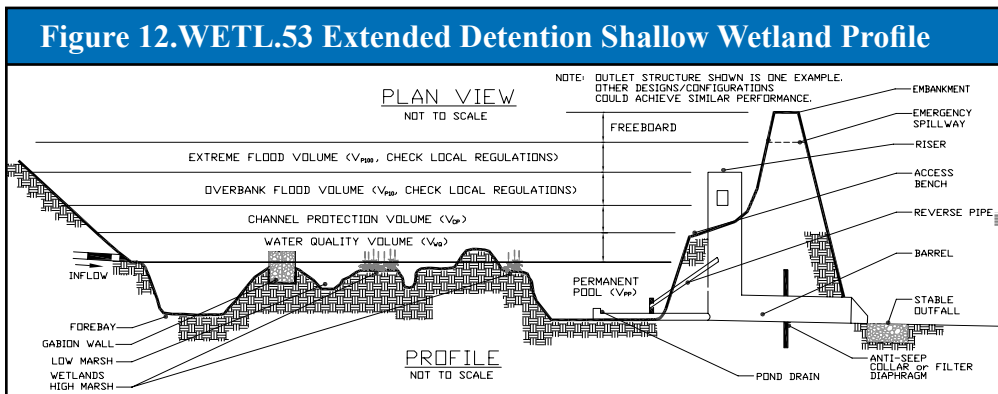 Figure 12.WETL.53 Extended Detention Shallow Wetland Profile
PLAN VIEW
NOT TO SCALE
NOTE: OUTLET STRUCTURE SHOWN IS ONE EXAMPLE.
OTHER DESIGNS/CONFIGURATIONS
COULD ACHIEVE SIMILAR PERFORMANCE.
EMBANKMENT
FREEBOARD
EMERGENCY
SPILLWAY
RISER
EXTREME FLOOD VOLUME (VP100, CHECK LOCAL REGULATIONS)
ACCESS
BENCH
OVERBANK FLOOD VOLUME (VP10, CHECK LOCAL REGULATIONS)
REVERSE PIPE
CHANNEL PROTECTION VOLUME (VCP)
WATER QUALITY VOLUME (VWQ)
BARREL
INFLOW
PERMANENT
POOL (VPP)
STABLE
OUTFALL
FOREBAY
GABION WALL
LOW MARSH
WETLANDS
HIGH MARSH
PROFILE
NOT TO SCALE
POND DRAIN
ANTI-SEEP
COLLAR or FILTER
DIAPHRAGM